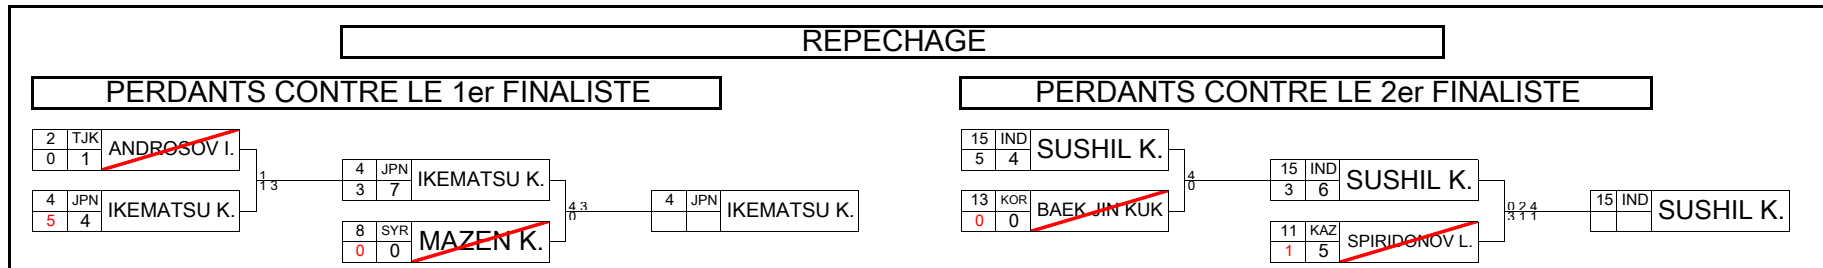 REPECHAGE
PERDANTS CONTRE LE 1er FINALISTE
2 TJK ANDROSOV I.
0 1
4 JPN IKEMATSU K.
5 4
1
1 3
4 JPN IKEMATSU K.
3 7
8 SYR MAZEN K.
0 0
4 3
0
4 JPN IKEMATSU K.
PERDANTS CONTRE LE 2er FINALISTE
15 IND SUSHIL K.
5 4
13 KOR BAEK JIN KUK
0 0
4
0
15 IND SUSHIL K.
3 6
11 KAZ SPIRIDONOV L.
1 5
0 2 4
3 1 1
15 IND SUSHIL K.